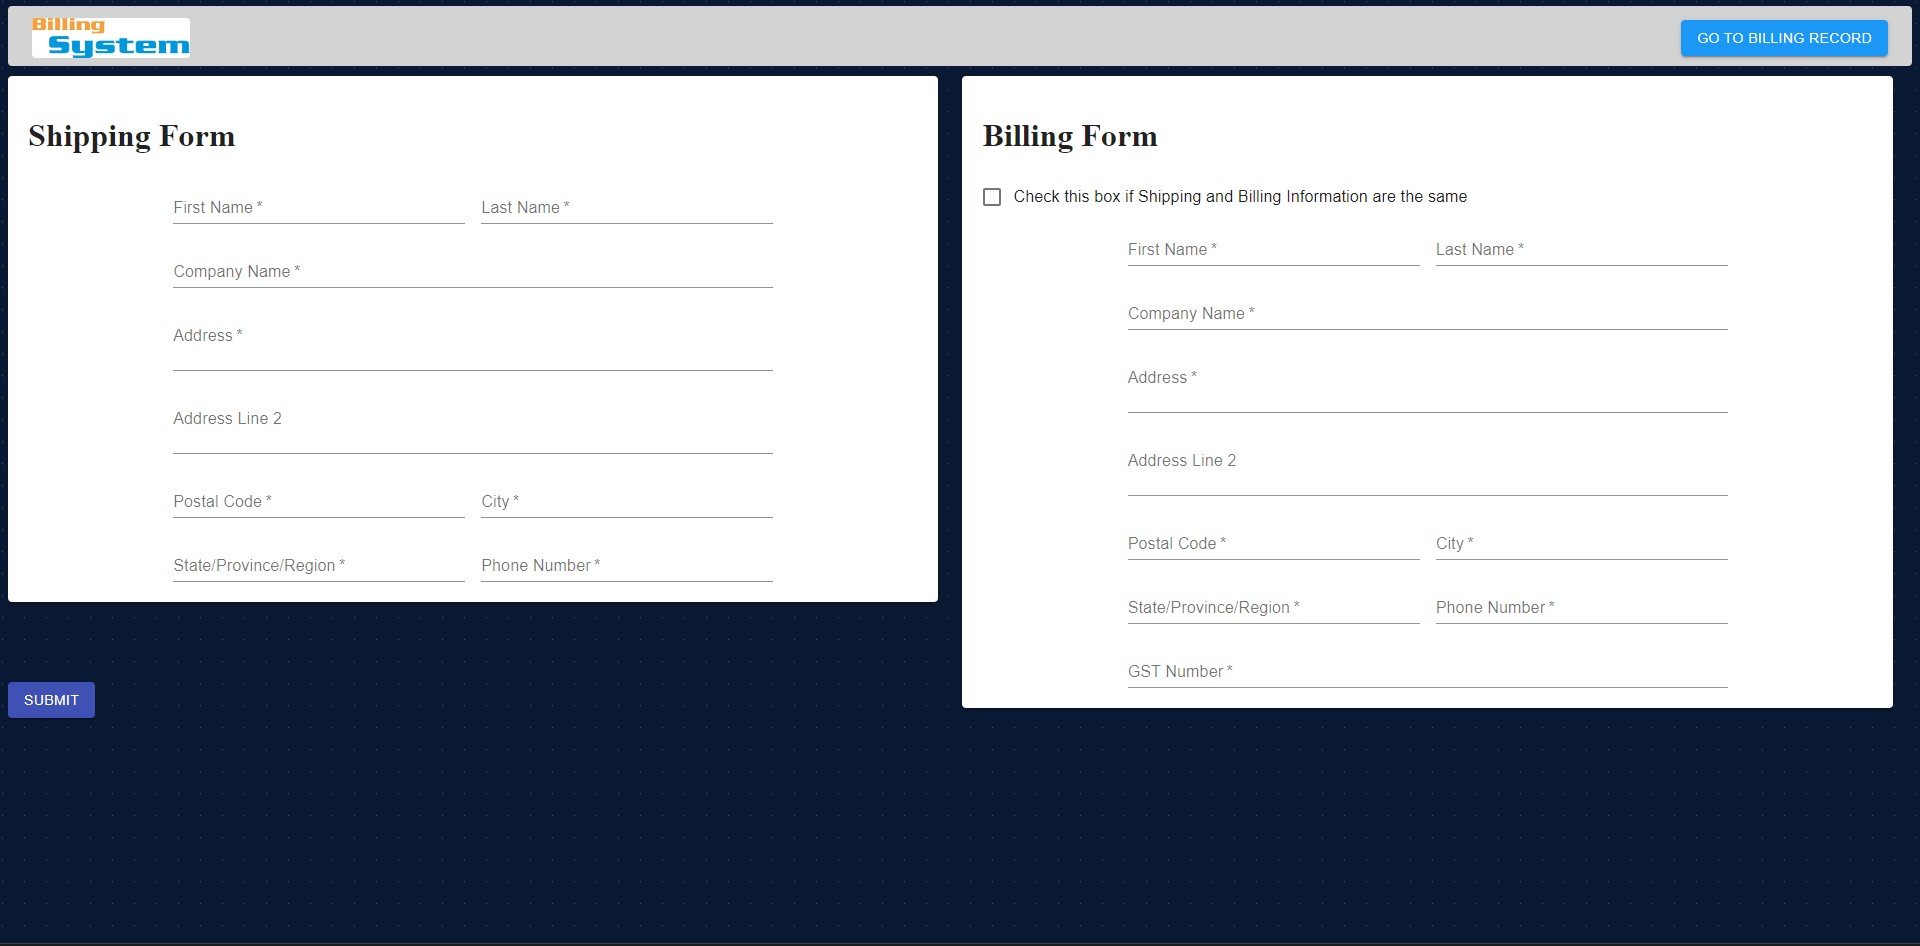 Billing
System
GO TO BILLING RECORD
Shipping Form
First Name *
Last Name *
Company Name *
Address *
Address Line 2
Postal Code *
City *
State/Province/Region *
Phone Number *
SUBMIT
Billing Form
Check this box if Shipping and Billing Information are the same
First Name *
Last Name *
Company Name *
Address *
Address Line 2
Postal Code *
City *
State/Province/Region *
Phone Number *
GST Number *